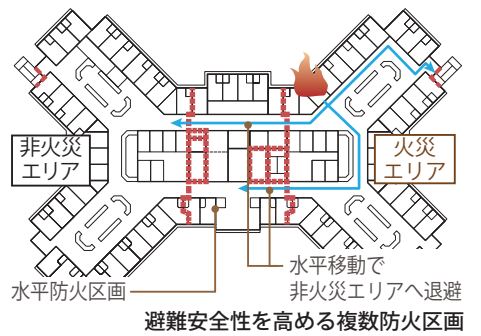 非火災
エリア
火災
エリア
水平移動で
水平防火区画
非火災エリアへ退避
避難安全性を高める複数防火区画